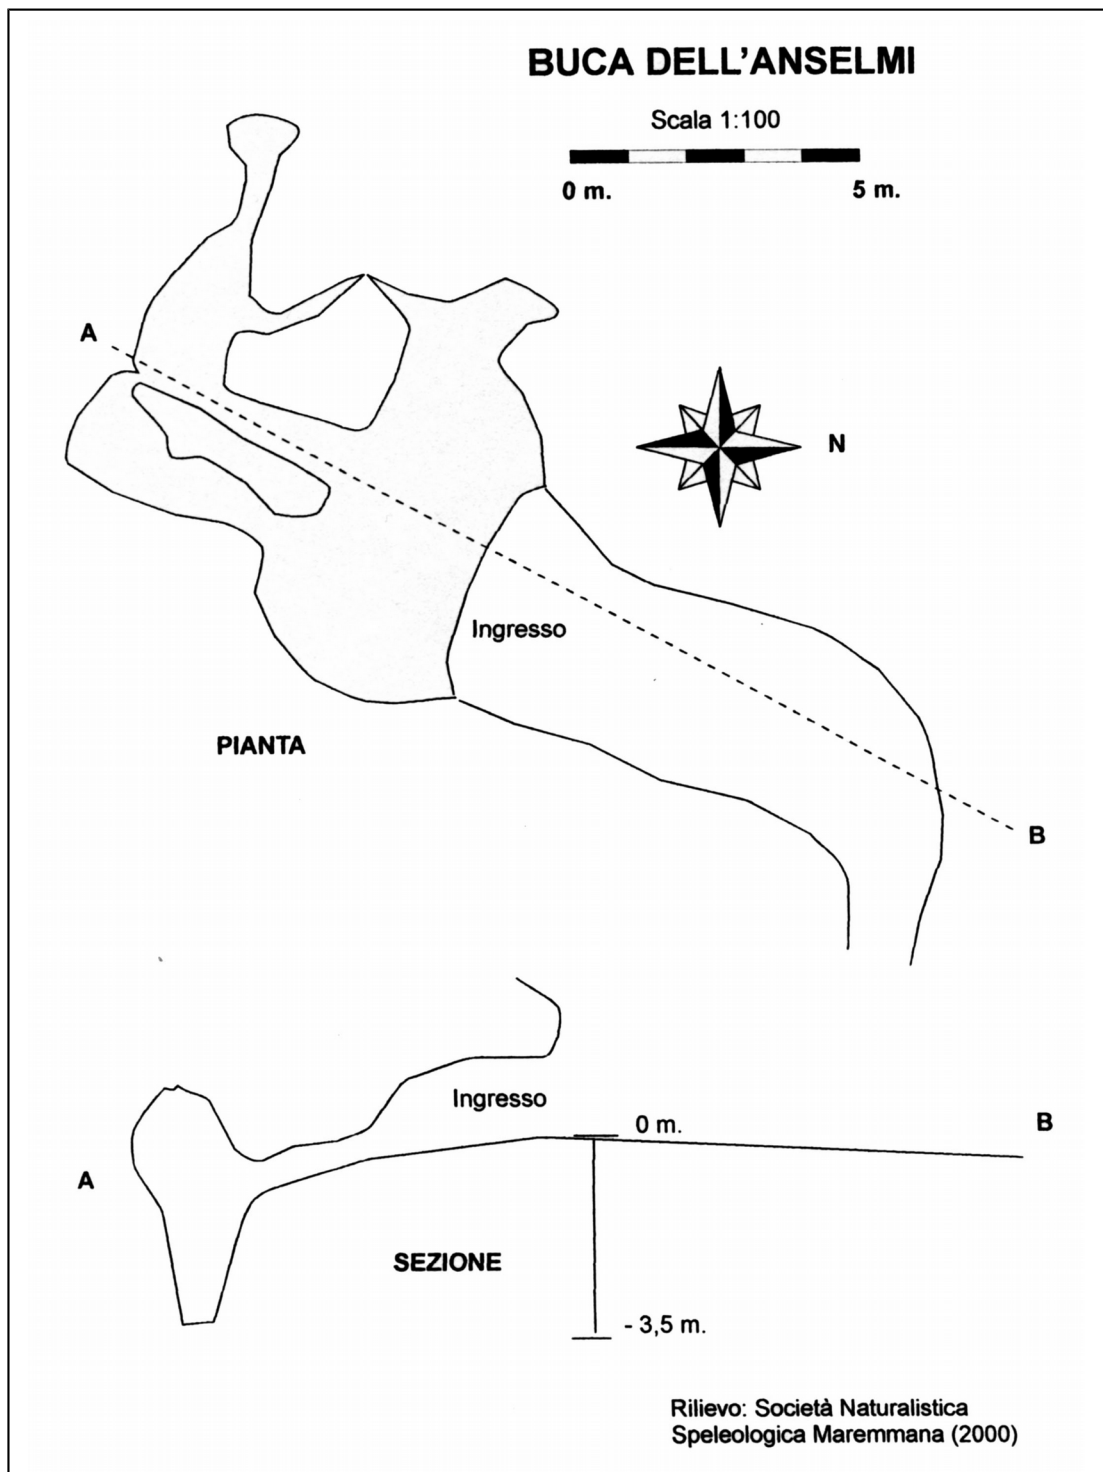 BUCA DELL'ANSELMI
Scala 1:100
0 m. 5 m.
A
N
Ingresso
PIANTA
B
Ingresso
0 m.
B
A
SEZIONE
- 3,5 m.
Rilievo: Società Naturalistica
Speleologica Maremmana (2000)